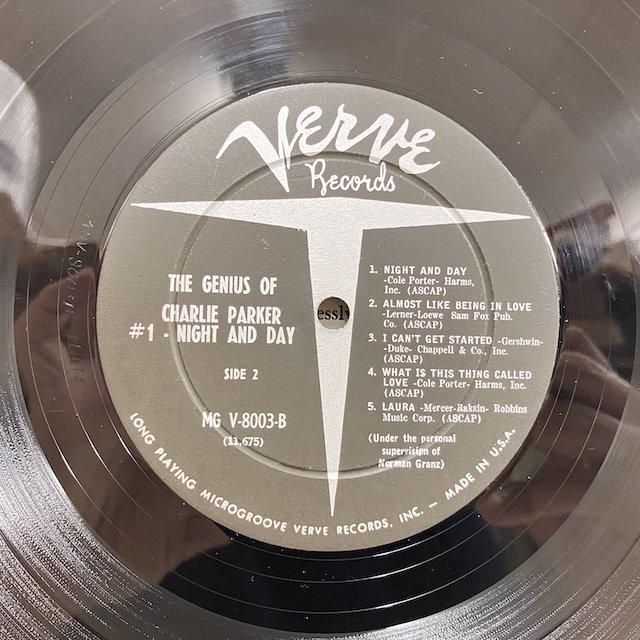 Verve
Records
THE GENIUS OF
CHARLIE PARKER
#1 - NIGHT AND DAY
SIDE 2
MG V-8003-B
(11,675)
1. NIGHT AND DAY
-Cole Porter- Harms,
Inc. (ASCAP)
2. ALMOST LIKE BEING IN LOVE
-Lerner-Loewe Sam Fox Pub.
Co. (ASCAP)
3. I CAN'T GET STARTED -Gershwin-
-Duke- Chappell & Co., Inc.
(ASCAP)
4. WHAT IS THIS THING CALLED
LOVE -Cole Porter- Harms, Inc.
(ASCAP)
5. LAURA -Mercer-Raksin- Robbins
Music Corp. (ASCAP)
(Under the personal
supervision of
Norman Granz)
LONG PLAYING MICROGROOVE VERVE RECORDS, INC. - MADE IN U.S.A.